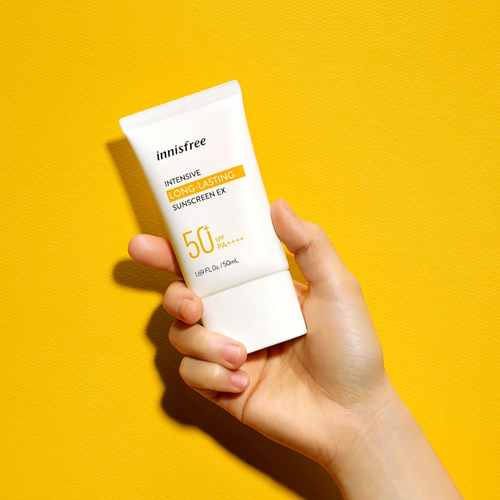 innisfree
INTENSIVE
LONG-LASTING
SUNSCREEN EX
50+ SPF
PA++++
1.69 FL Oz. / 50mL